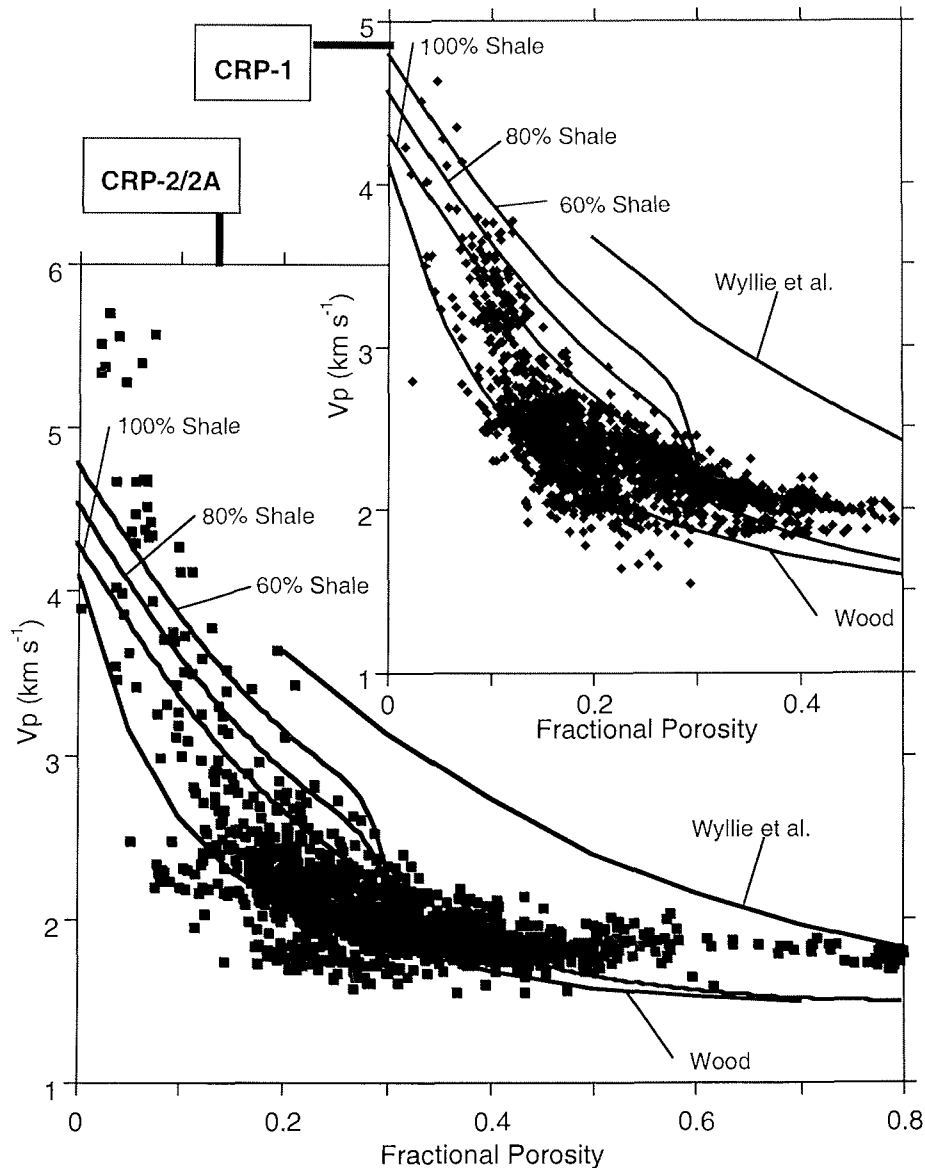 CRP-1
CRP-2/2A
5
4
3
2
1
Vp (km s-1)
100% Shale
80% Shale
60% Shale
Wyllie et al.
Wood
0
0.2
0.4
Fractional Porosity
6
5
4
3
2
1
Vp (km s-1)
100% Shale
80% Shale
60% Shale
Wyllie et al.
Wood
0
0.2
0.4
0.6
0.8
Fractional Porosity